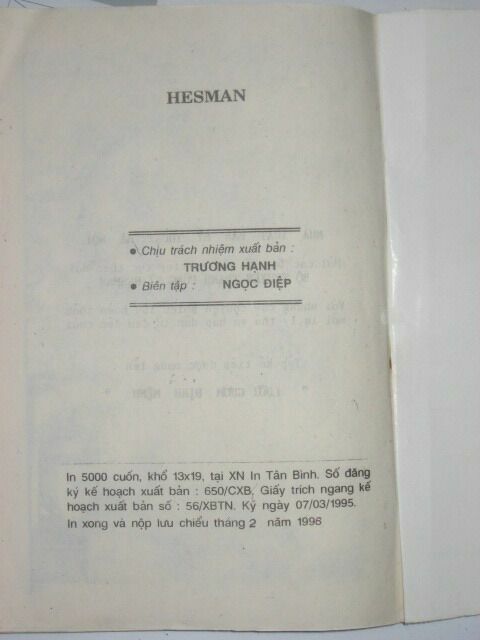 HESMAN
• Chịu trách nhiệm xuất bản :
TRƯƠNG HẠNH
• Biên tập : NGỌC ĐIỆP
In 5000 cuốn, khổ 13x19, tại XN In Tân Bình. Số đăng
ký kế hoạch xuất bản : 650/CXB, Giấy trích ngang kế
hoạch xuất bản số : 56/XBTN. Ký ngày 07/03/1995.
In xong và nộp lưu chiểu tháng 2 năm 1996